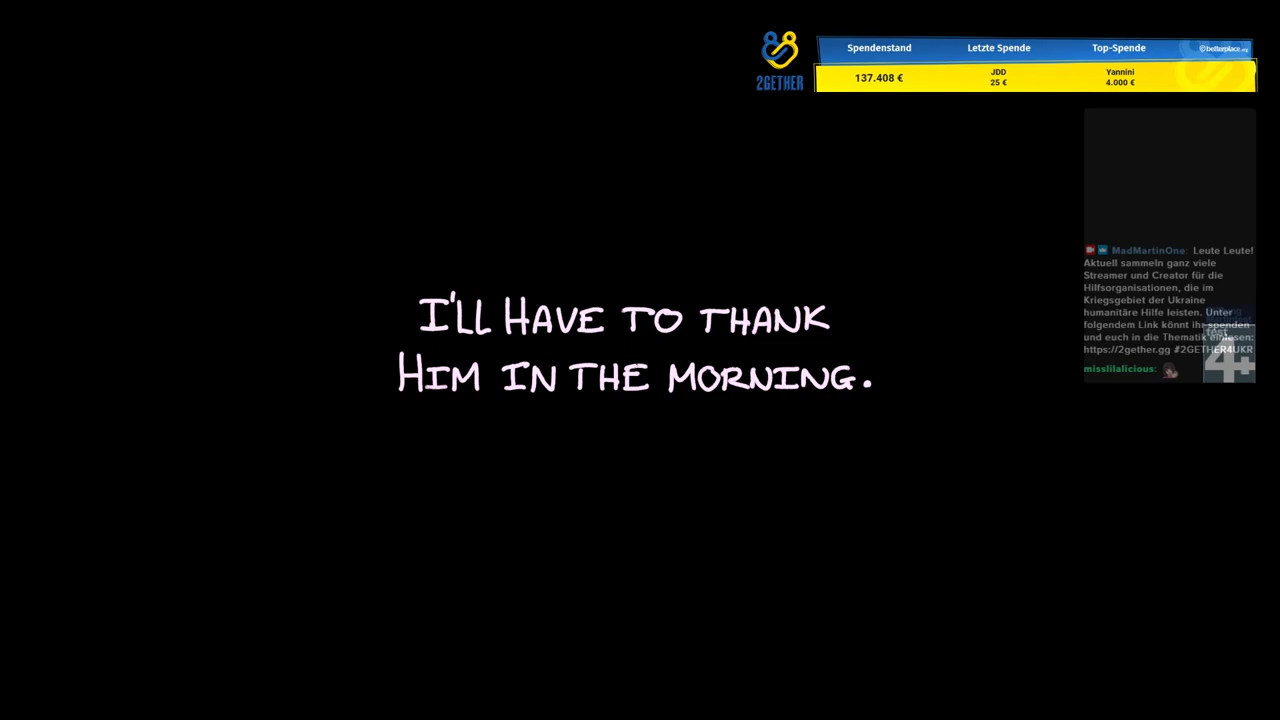 2GETHER
Spendenstand Letzte Spende Top-Spende betterplace.org
137.408 € JDD Yannini
25 € 4.000 €
MadMartinOne: Leute Leute!
Aktuell sammeln ganz viele
Streamer und Creator für die
Hilfsorganisationen, die im
Kriegsgebiet der Ukraine
humanitäre Hilfe leisten. Unter
folgendem Link könnt ihr spenden
und euch in die Thematik einlesen:
https://2gether.gg #2GETHER4UKR
misslilalicious:
4+
I'LL HAVE TO THANK
HIM IN THE MORNING.